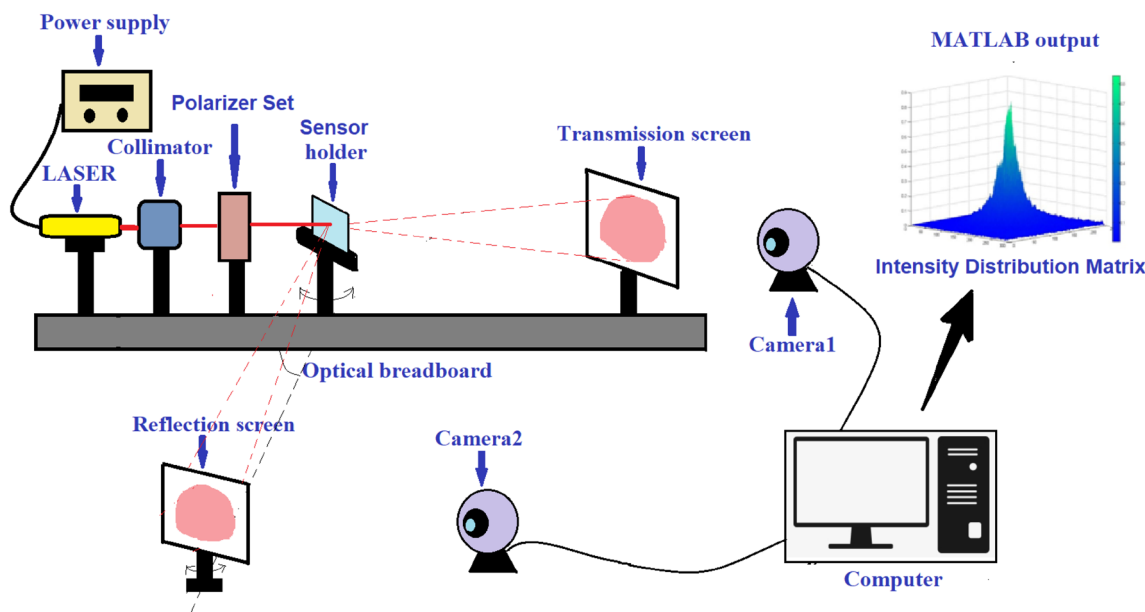 Power supply
MATLAB output
Polarizer Set
Sensor
holder
Transmission screen
Collimator
LASER
Intensity Distribution Matrix
Camera1
Optical breadboard
Reflection screen
Camera2
Computer